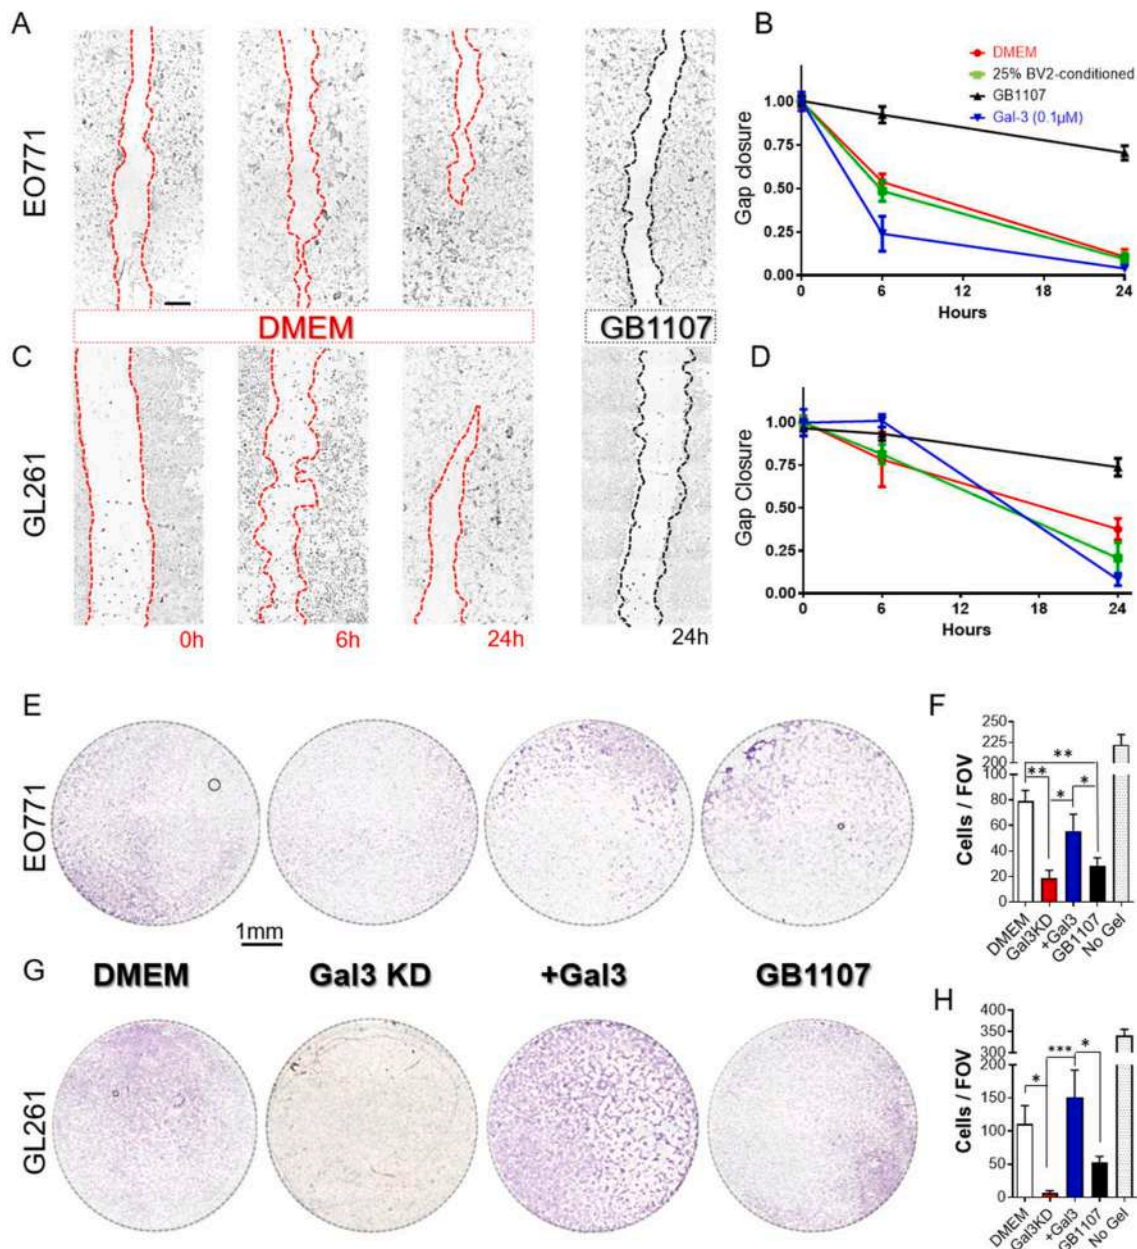 A
EO771
B
DMEM
25% BV2-conditioned
GB1107
Gal-3 (0.1µM)
Gap closure
1.00
0.75
0.50
0.25
0.00
0 6 12 18 24
Hours
DMEM
GB1107
C
GL261
0h
6h
24h
24h
D
Gap Closure
1.00
0.75
0.50
0.25
0.00
0 6 12 18 24
Hours
E
EO771
1mm
F
Cells / FOV
250
225
200
100
80
60
40
20
0
** ** * *
DMEM
Gal3KD
+Gal3
GB1107
No Gel
G
DMEM Gal3 KD +Gal3 GB1107
GL261
H
Cells / FOV
400
350
300
200
150
100
50
0
* *** *
DMEM
Gal3KD
+Gal3
GB1107
No Gel